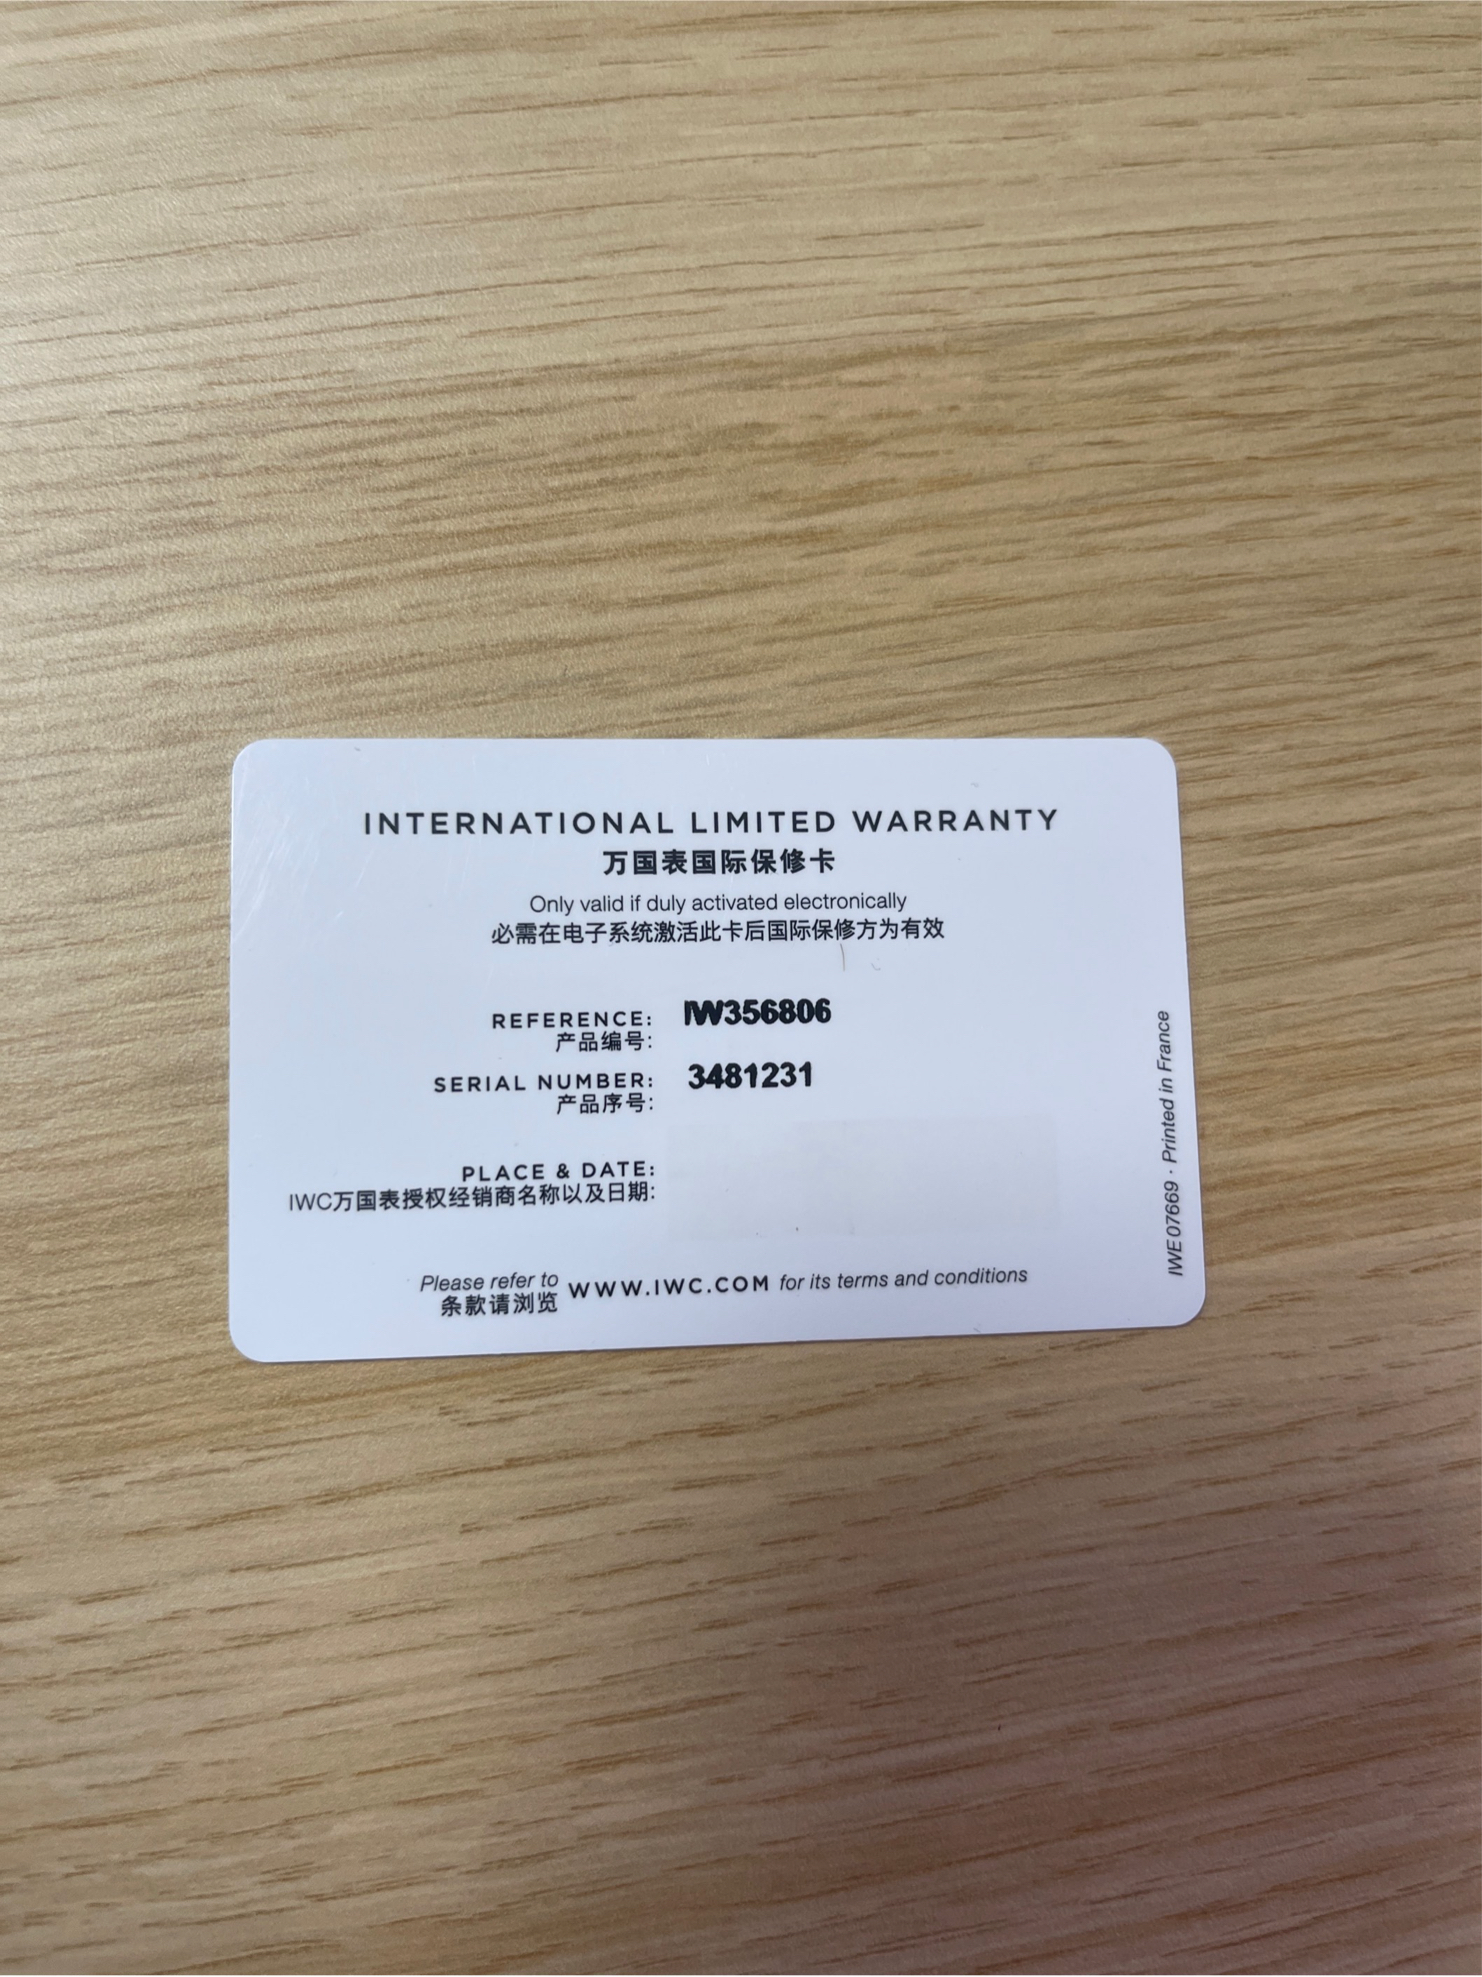 INTERNATIONAL LIMITED WARRANTY
万国表国际保修卡
Only valid if duly activated electronically
必需在电子系统激活此卡后国际保修方为有效
REFERENCE: IW356806
产品编号:
SERIAL NUMBER: 3481231
产品序号:
PLACE & DATE:
IWC万国表授权经销商名称以及日期:
Please refer to WWW.IWC.COM for its terms and conditions
条款请浏览
IWE 07669 · Printed in France